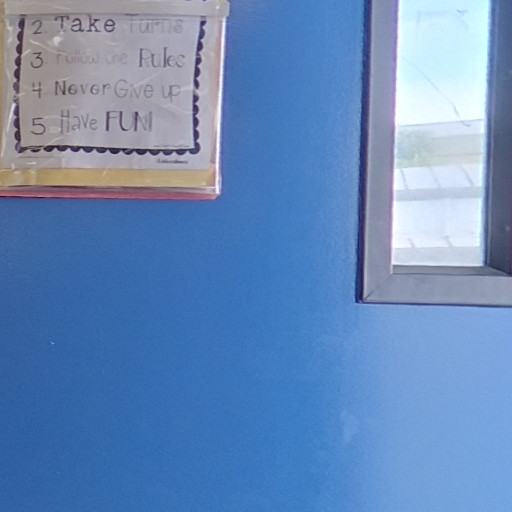 2. Take Turns
3. Follow the Rules
4. Never Give up
5. Have FUN!